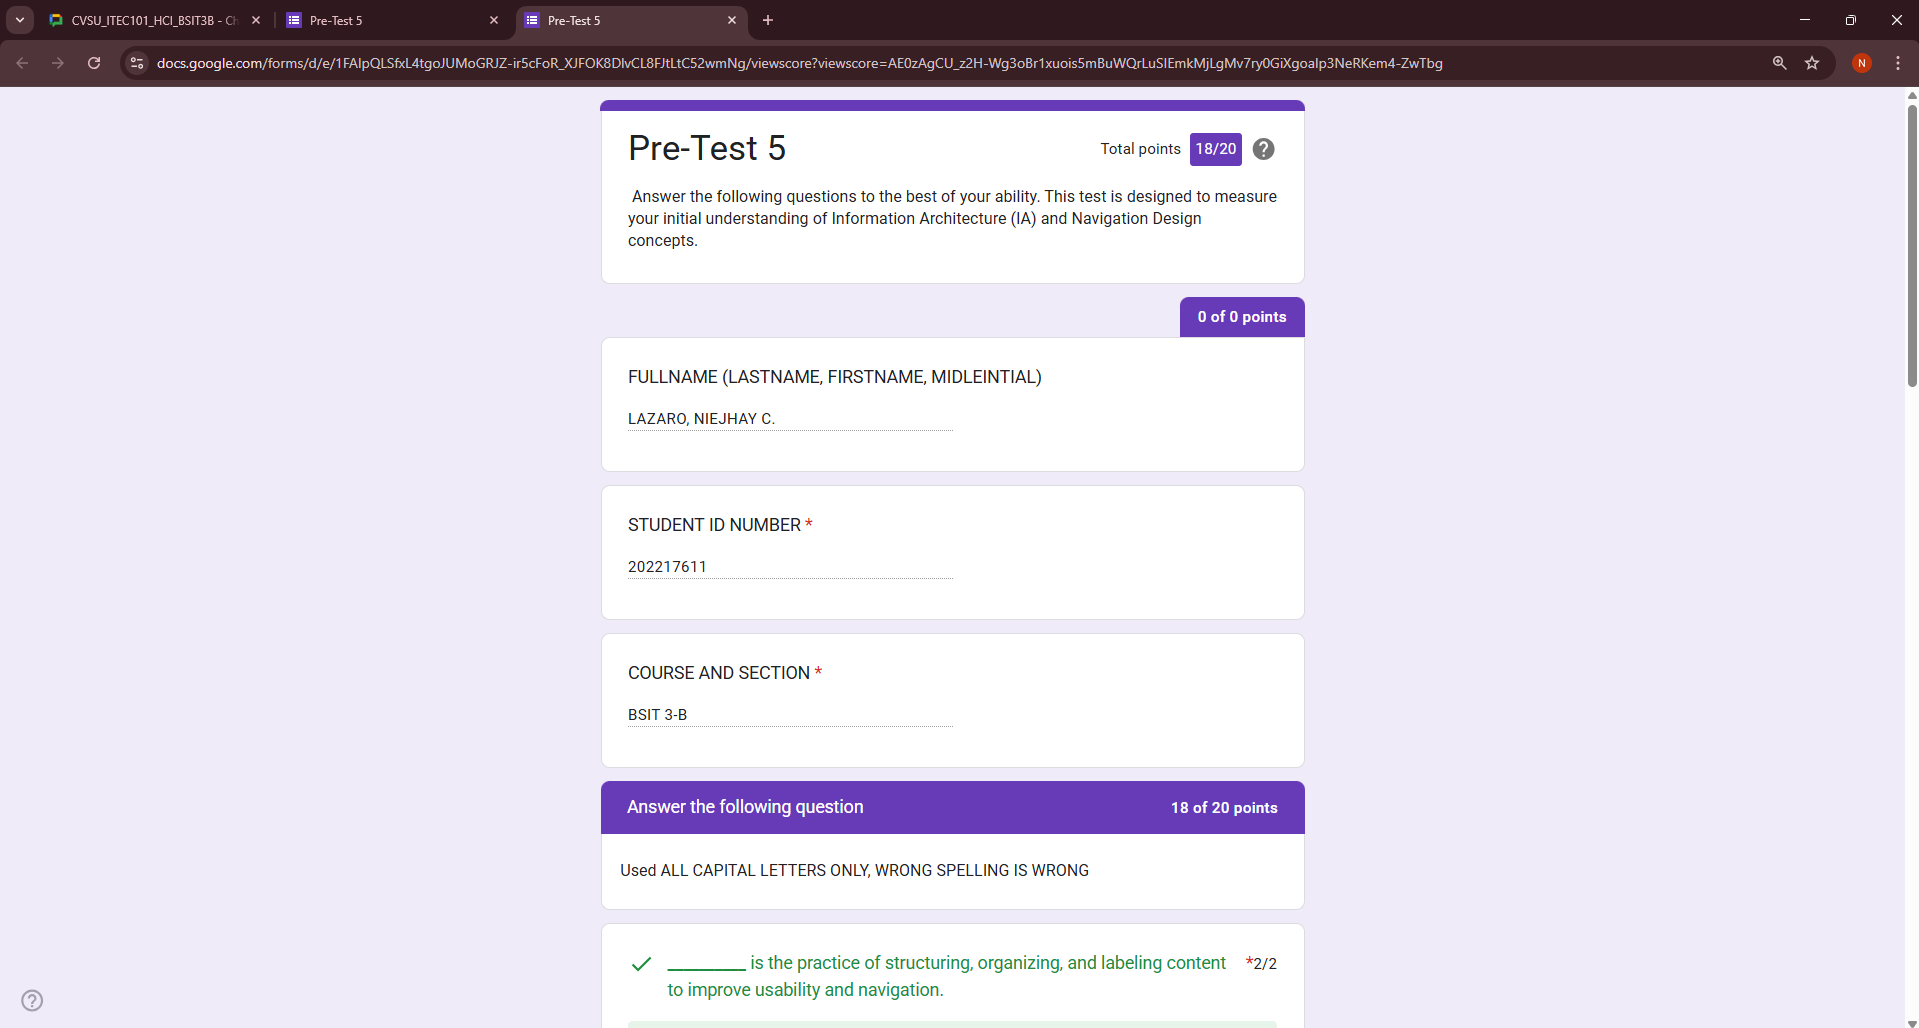 CVSU_ITEC101_HCI_BSIT3B - Ch
Pre-Test 5
Pre-Test 5
docs.google.com/forms/d/e/1FAIpQLSfxL4tgoJUMoGRJZ-ir5cFoR_XJFOK8DlvCL8FJtLtC52wmNg/viewscore?viewscore=AE0zAgCU_z2H-Wg3oBr1xuois5mBuWQrLuSIEmkMjLgMv7ry0GiXgoaIp3NeRKem4-ZwTbg
N
Pre-Test 5
Total points 18/20
Answer the following questions to the best of your ability. This test is designed to measure
your initial understanding of Information Architecture (IA) and Navigation Design
concepts.
0 of 0 points
FULLNAME (LASTNAME, FIRSTNAME, MIDLEINTIAL)
LAZARO, NIEJHAY C.
STUDENT ID NUMBER *
202217611
COURSE AND SECTION *
BSIT 3-B
Answer the following question 18 of 20 points
Used ALL CAPITAL LETTERS ONLY, WRONG SPELLING IS WRONG
_________ is the practice of structuring, organizing, and labeling content *2/2
to improve usability and navigation.